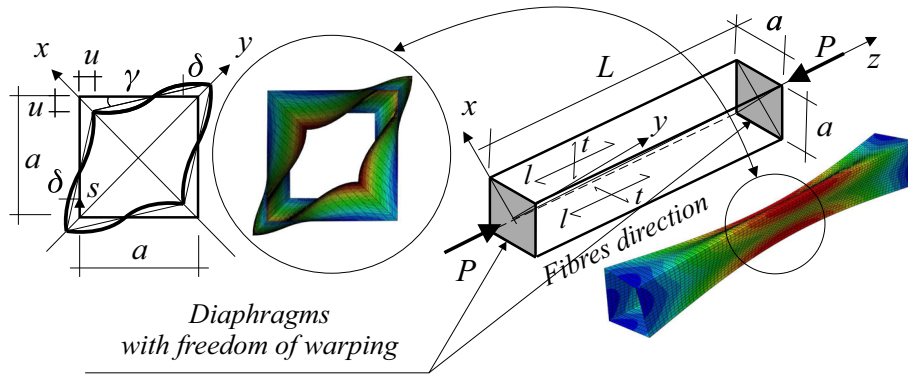 x
u
γ
δ
y
u
a
δ
s
a
a
P
z
L
x
a
y
t
l
t
l
P
Fibres direction
Diaphragms
with freedom of warping